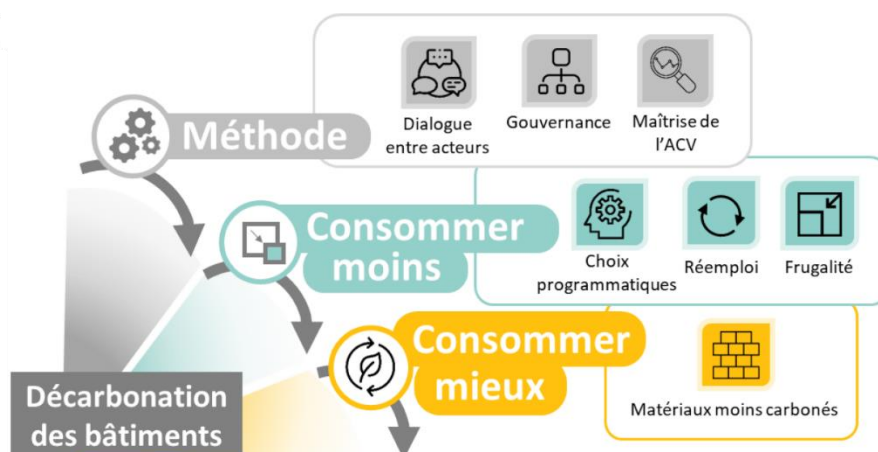 Méthode
Dialogue
entre acteurs
Gouvernance
Maîtrise de
l'ACV
Consommer
moins
Choix
programmatiques
Réemploi
Frugalité
Consommer
mieux
Matériaux moins carbonés
Décarbonation
des bâtiments